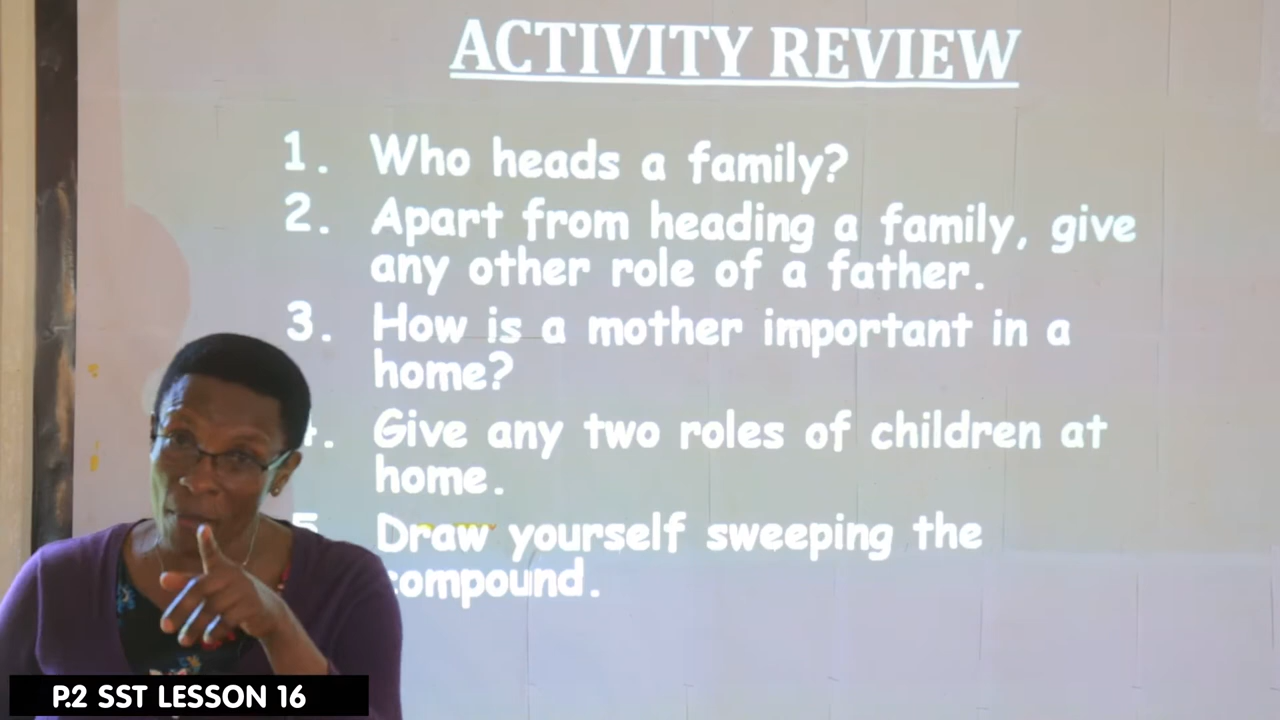 ACTIVITY REVIEW
1. Who heads a family?
2. Apart from heading a family, give
any other role of a father.
3. How is a mother important in a
home?
4. Give any two roles of children at
home.
5. Draw yourself sweeping the
compound.
P.2 SST LESSON 16